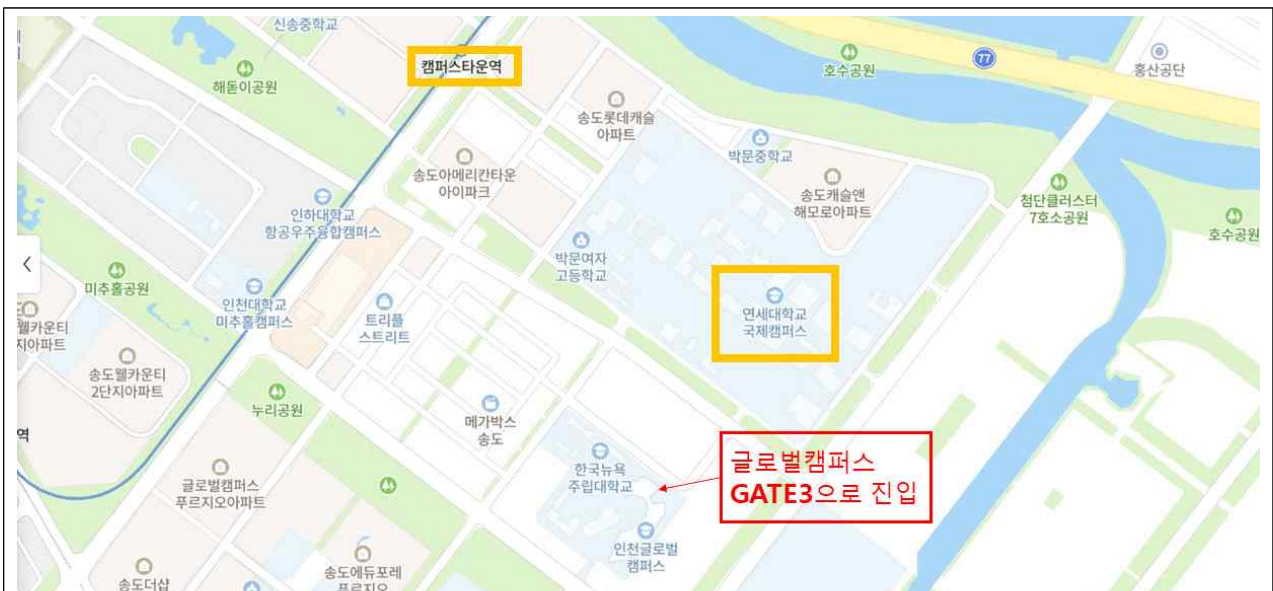 신송중학교
캠퍼스타운역
해돋이공원
호수공원
77
홍산공단
송도롯데캐슬
아파트
박문중학교
송도아메리칸타운
아이파크
송도캐슬앤
해모로아파트
첨단클러스터
7호소공원
호수공원
인하대학교
항공우주융합캠퍼스
박문여자
고등학교
미추홀공원
인천대학교
미추홀캠퍼스
트리플
스트리트
연세대학교
국제캠퍼스
웰카운티
지아파트
송도웰카운티
2단지아파트
누리공원
메가박스
송도
역
글로벌캠퍼스
푸르지오아파트
한국뉴욕
주립대학교
글로벌캠퍼스
GATE3으로 진입
인천글로벌
캠퍼스
송도더샵
송도에듀포레
푸르지오